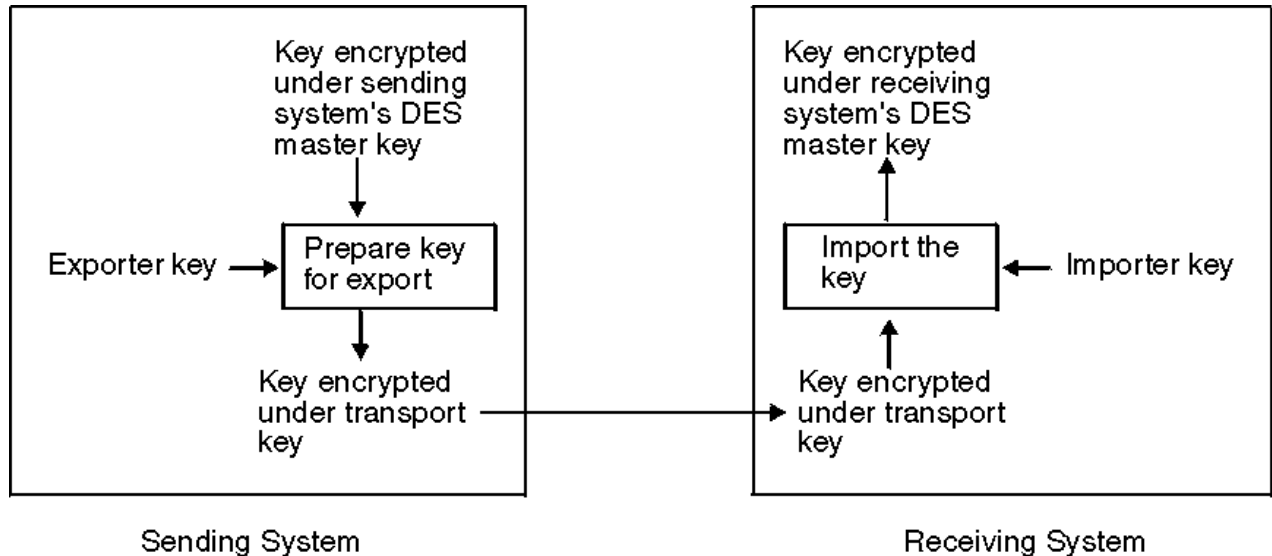 Key encrypted
under sending
system's DES
master key
Exporter key
Prepare key
for export
Key encrypted
under transport
key
Sending System
Key encrypted
under receiving
system's DES
master key
Import the
key
Importer key
Key encrypted
under transport
key
Receiving System